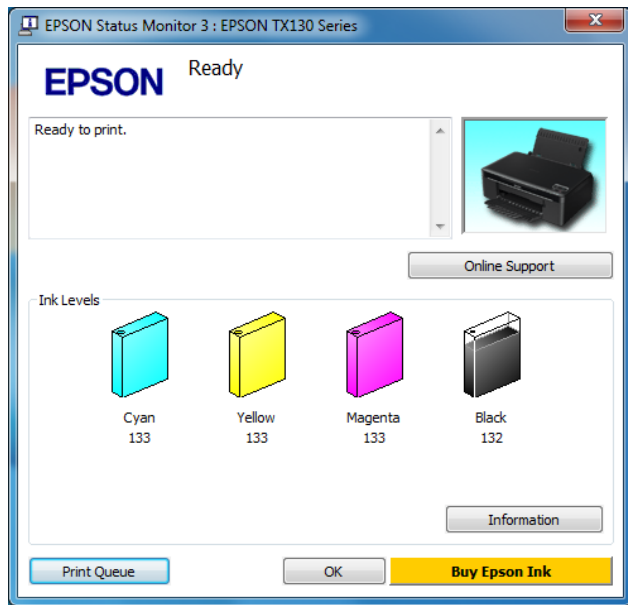 EPSON Status Monitor 3 : EPSON TX130 Series
EPSON
Ready
Ready to print.
Online Support
Ink Levels
Cyan
Yellow
Magenta
Black
133
133
133
132
Information
Print Queue
OK
Buy Epson Ink